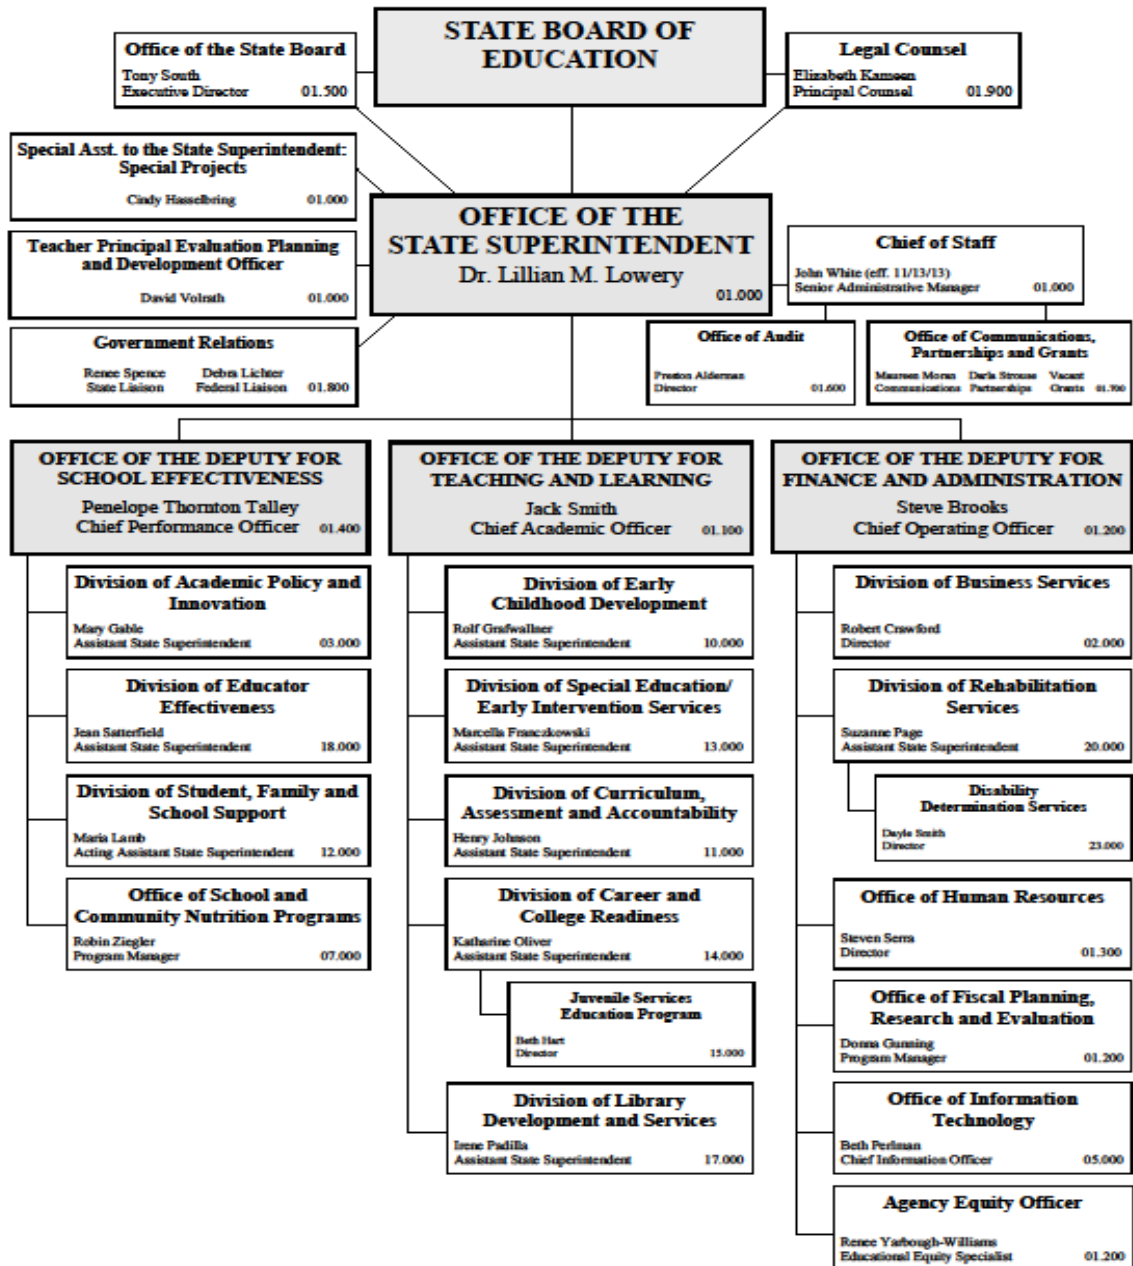 STATE BOARD OF
EDUCATION
Office of the State Board
Tony South
Executive Director 01.500
Legal Counsel
Elizabeth Kameen
Principal Counsel 01.900
Special Asst. to the State Superintendent:
Special Projects
Cindy Hasselbring 01.000
OFFICE OF THE
STATE SUPERINTENDENT
Dr. Lillian M. Lowery
01.000
Teacher Principal Evaluation Planning
and Development Officer
David Volrath 01.000
Chief of Staff
John White (eff. 11/13/13)
Senior Administrative Manager 01.000
Government Relations
Renee Spence Debra Lichter
State Liaison Federal Liaison 01.800
Office of Audit
Preston Alderman
Director 01.600
Office of Communications,
Partnerships and Grants
Maureen Moran Darla Strouse Vacant
Communications Partnerships Grants 01.700
OFFICE OF THE DEPUTY FOR
SCHOOL EFFECTIVENESS
Penelope Thornton Talley
Chief Performance Officer 01.400
Division of Academic Policy and
Innovation
Mary Gable
Assistant State Superintendent 03.000
Division of Educator
Effectiveness
Jean Satterfield
Assistant State Superintendent 18.000
Division of Student, Family and
School Support
Maria Lamb
Acting Assistant State Superintendent 12.000
Office of School and
Community Nutrition Programs
Robin Ziegler
Program Manager 07.000
OFFICE OF THE DEPUTY FOR
TEACHING AND LEARNING
Jack Smith
Chief Academic Officer 01.100
Division of Early
Childhood Development
Rolf Grafwallner
Assistant State Superintendent 10.000
Division of Special Education/
Early Intervention Services
Marcella Franczkowski
Assistant State Superintendent 13.000
Division of Curriculum,
Assessment and Accountability
Henry Johnson
Assistant State Superintendent 11.000
Division of Career and
College Readiness
Katharine Oliver
Assistant State Superintendent 14.000
Juvenile Services
Education Program
Beth Hart
Director 15.000
Division of Library
Development and Services
Irene Padilla
Assistant State Superintendent 17.000
OFFICE OF THE DEPUTY FOR
FINANCE AND ADMINISTRATION
Steve Brooks
Chief Operating Officer 01.200
Division of Business Services
Robert Crawford
Director 02.000
Division of Rehabilitation
Services
Suzanne Page
Assistant State Superintendent 20.000
Disability
Determination Services
Dayle Smith
Director 23.000
Office of Human Resources
Steven Serra
Director 01.300
Office of Fiscal Planning,
Research and Evaluation
Donna Gunning
Program Manager 01.200
Office of Information
Technology
Beth Perlman
Chief Information Officer 05.000
Agency Equity Officer
Renee Yarbough-Williams
Educational Equity Specialist 01.200